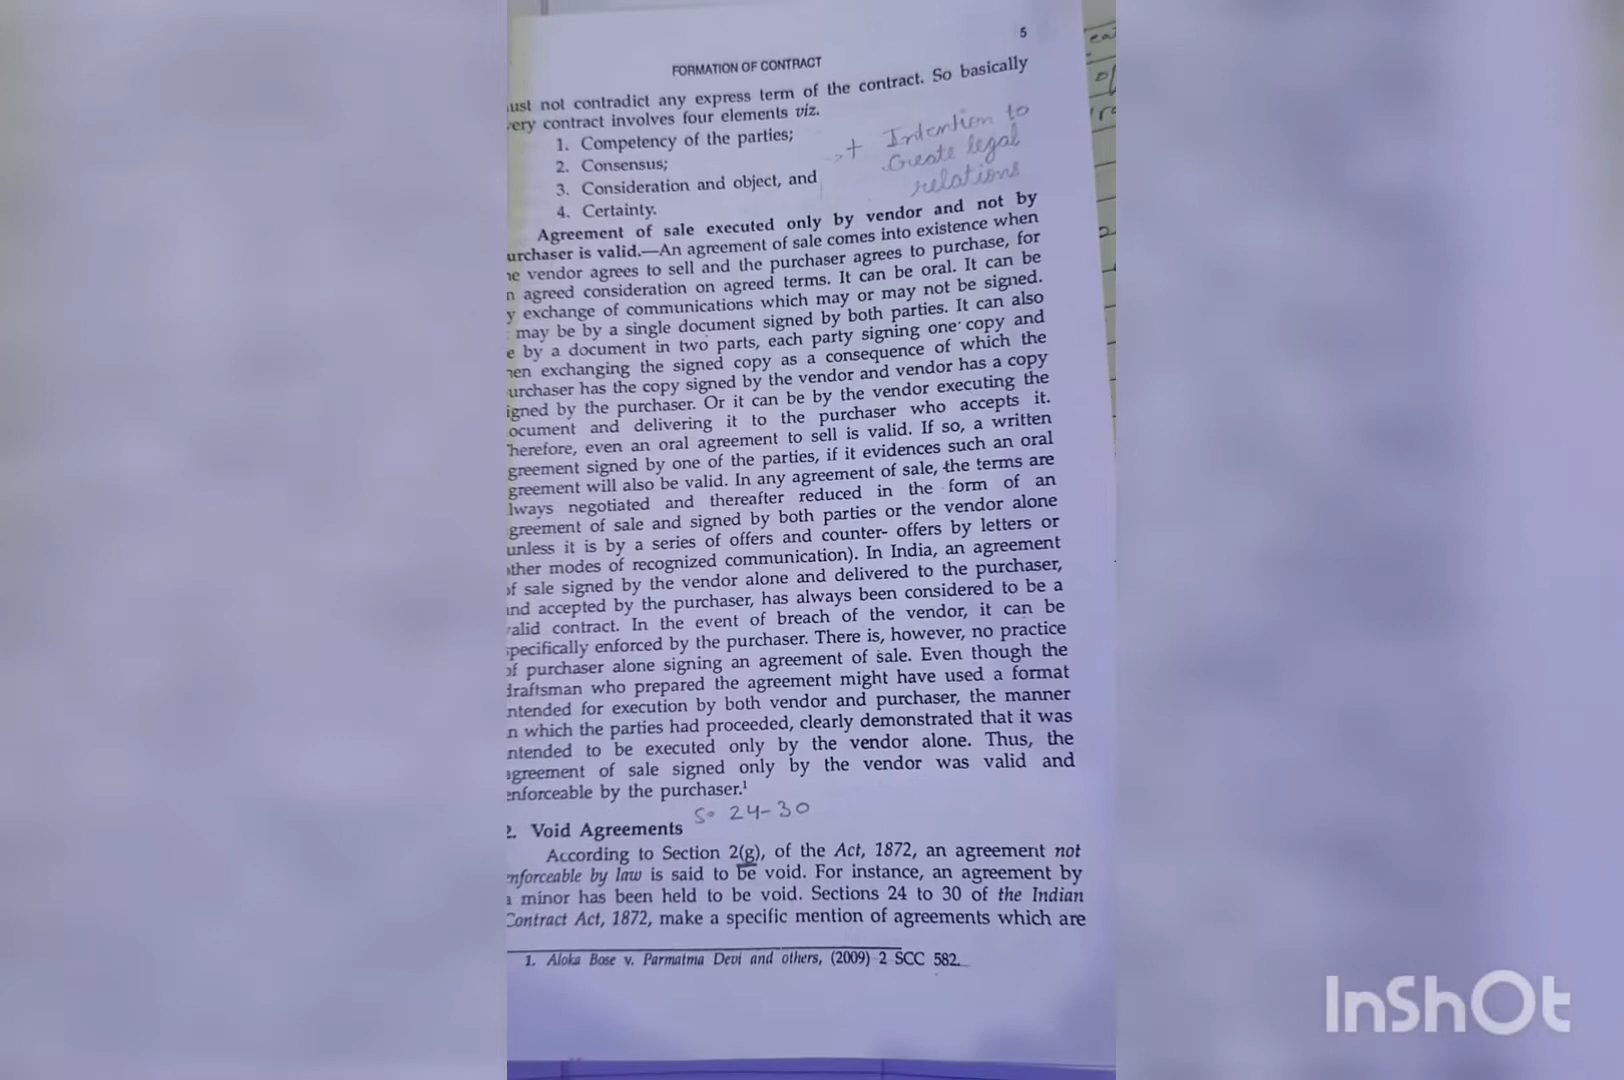 5
FORMATION OF CONTRACT
ust not contradict any express term of the contract. So basically
very contract involves four elements viz.
1. Competency of the parties;
2. Consensus;
3. Consideration and object, and
4. Certainty.
+ Intention to
Create legal
relations
Agreement of sale executed only by vendor and not by
urchaser is valid.—An agreement of sale comes into existence when
he vendor agrees to sell and the purchaser agrees to purchase, for
n agreed consideration on agreed terms. It can be oral. It can be
y exchange of communications which may or may not be signed.
may be by a single document signed by both parties. It can also
e by a document in two parts, each party signing one copy and
hen exchanging the signed copy as a consequence of which the
urchaser has the copy signed by the vendor and vendor has a copy
igned by the purchaser. Or it can be by the vendor executing the
ocument and delivering it to the purchaser who accepts it.
Therefore, even an oral agreement to sell is valid. If so, a written
greement signed by one of the parties, if it evidences such an oral
greement will also be valid. In any agreement of sale, the terms are
lways negotiated and thereafter reduced in the form of an
greement of sale and signed by both parties or the vendor alone
unless it is by a series of offers and counter- offers by letters or
other modes of recognized communication). In India, an agreement
of sale signed by the vendor alone and delivered to the purchaser,
and accepted by the purchaser, has always been considered to be a
valid contract. In the event of breach of the vendor, it can be
specifically enforced by the purchaser. There is, however, no practice
of purchaser alone signing an agreement of sale. Even though the
draftsman who prepared the agreement might have used a format
intended for execution by both vendor and purchaser, the manner
in which the parties had proceeded, clearly demonstrated that it was
intended to be executed only by the vendor alone. Thus, the
agreement of sale signed only by the vendor was valid and
enforceable by the purchaser.1
2. Void Agreements S. 24-30
According to Section 2(g), of the Act, 1872, an agreement not
enforceable by law is said to be void. For instance, an agreement by
a minor has been held to be void. Sections 24 to 30 of the Indian
Contract Act, 1872, make a specific mention of agreements which are
1. Aloka Bose v. Parmatma Devi and others, (2009) 2 SCC 582.
InShOt